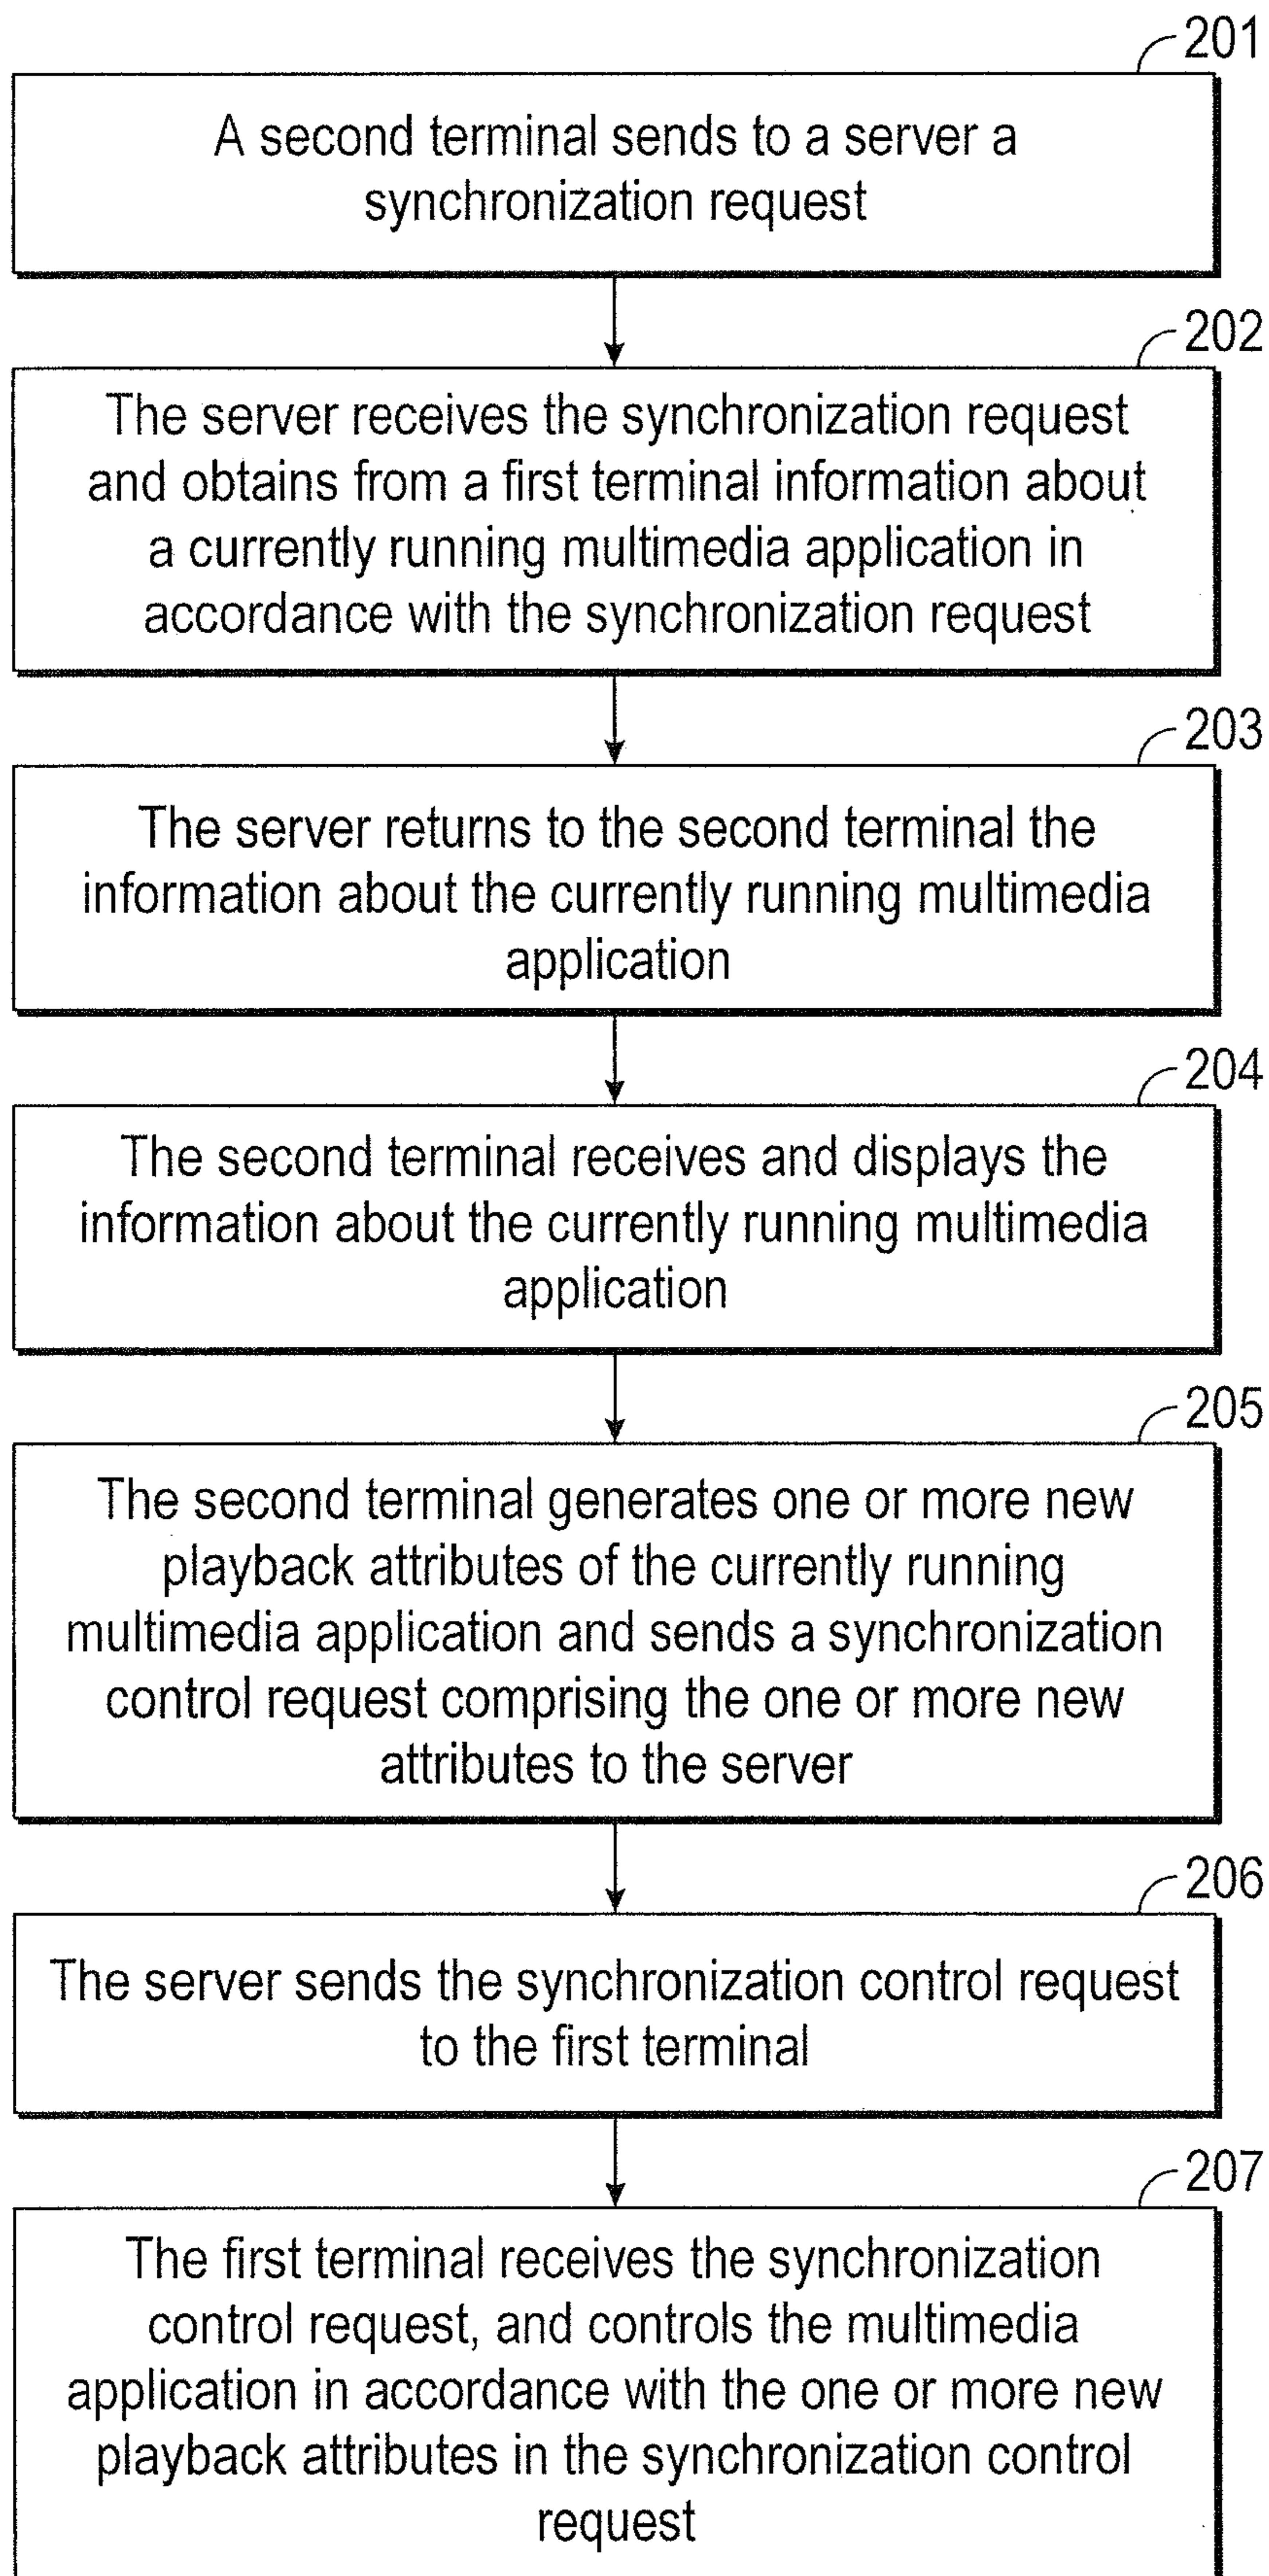 201
A second terminal sends to a server a
synchronization request
202
The server receives the synchronization request
and obtains from a first terminal information about
a currently running multimedia application in
accordance with the synchronization request
203
The server returns to the second terminal the
information about the currently running multimedia
application
204
The second terminal receives and displays the
information about the currently running multimedia
application
205
The second terminal generates one or more new
playback attributes of the currently running
multimedia application and sends a synchronization
control request comprising the one or more new
attributes to the server
206
The server sends the synchronization control request
to the first terminal
207
The first terminal receives the synchronization
control request, and controls the multimedia
application in accordance with the one or more new
playback attributes in the synchronization control
request